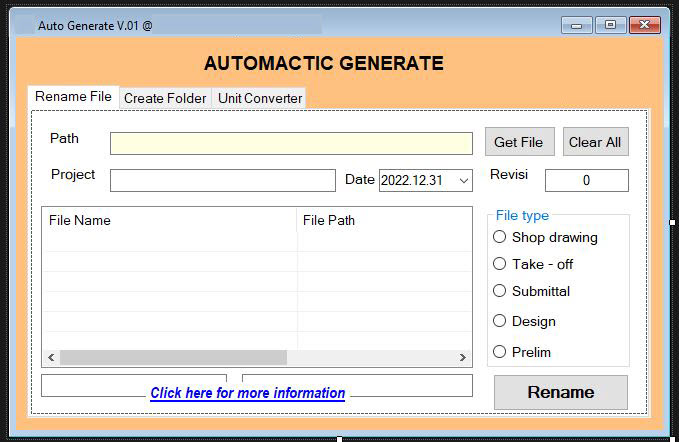 Auto Generate V.01 @
AUTOMACTIC GENERATE
Rename File Create Folder Unit Converter
Path Get File Clear All
Project Date 2022.12.31 Revisi 0
File Name File Path
File type
Shop drawing
Take - off
Submittal
Design
Prelim
Click here for more information
Rename